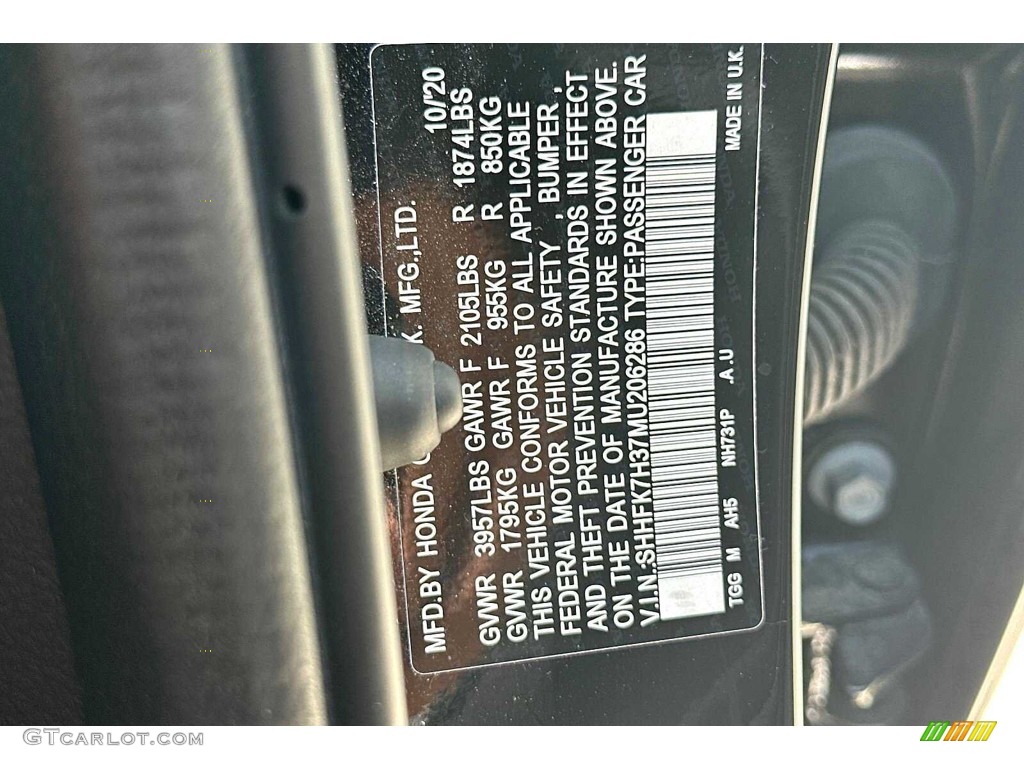 MFD.BY HONDA K. MFG.,LTD. 10/'20
GVWR 3957LBS GAWR F 2105LBS R 1874LBS
GVWR 1795KG GAWR F 955KG R 850KG
THIS VEHICLE CONFORMS TO ALL APPLICABLE
FEDERAL MOTOR VEHICLE SAFETY , BUMPER ,
AND THEFT PREVENTION STANDARDS IN EFFECT
ON THE DATE OF MANUFACTURE SHOWN ABOVE.
V.I.N.:SHHFK7H37MU206286 TYPE:PASSENGER CAR
TGG M AH5 NH731P .A.U MADE IN U.K.
GTCARLOT.COM